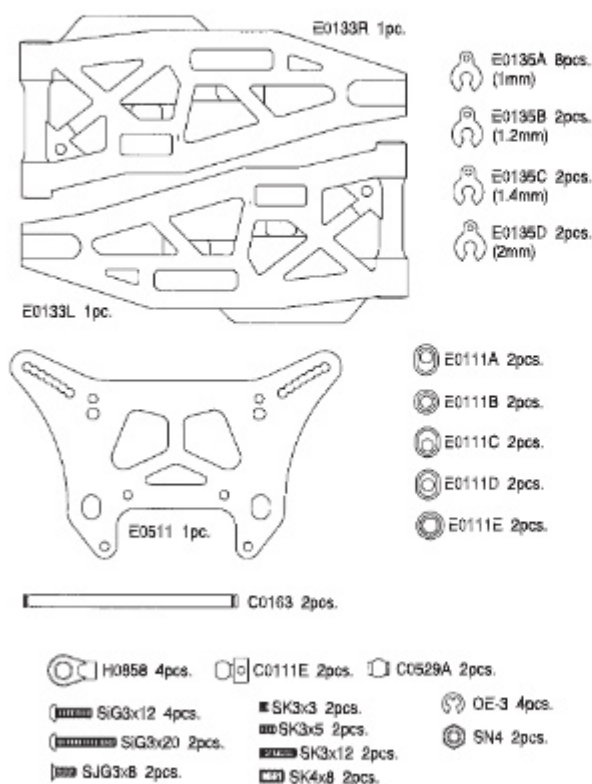 E0133R 1pc.
E0135A 8pcs.
(1mm)
E0135B 2pcs.
(1.2mm)
E0135C 2pcs.
(1.4mm)
E0135D 2pcs.
(2mm)
E0133L 1pc.
E0111A 2pcs.
E0111B 2pcs.
E0111C 2pcs.
E0111D 2pcs.
E0111E 2pcs.
E0511 1pc.
C0163 2pcs.
H0858 4pcs. C0111E 2pcs. C0529A 2pcs.
SiG3x12 4pcs. SK3x3 2pcs. OE-3 4pcs.
SiG3x20 2pcs. SK3x5 2pcs. SN4 2pcs.
SJG3x8 2pcs. SK3x12 2pcs.
SK4x8 2pcs.